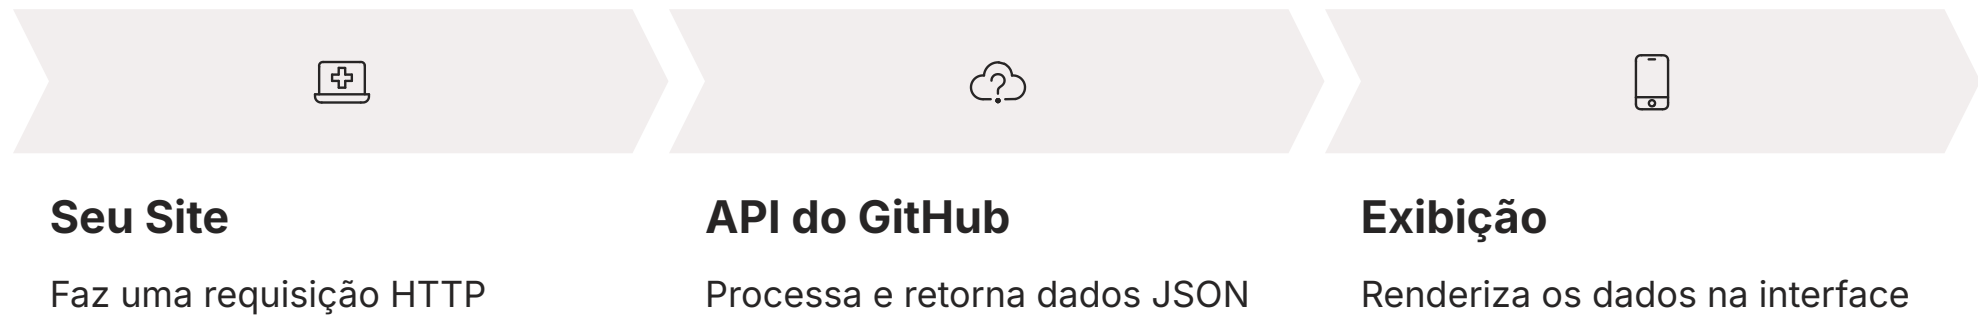 Seu Site
Faz uma requisição HTTP
API do GitHub
Processa e retorna dados JSON
Exibição
Renderiza os dados na interface